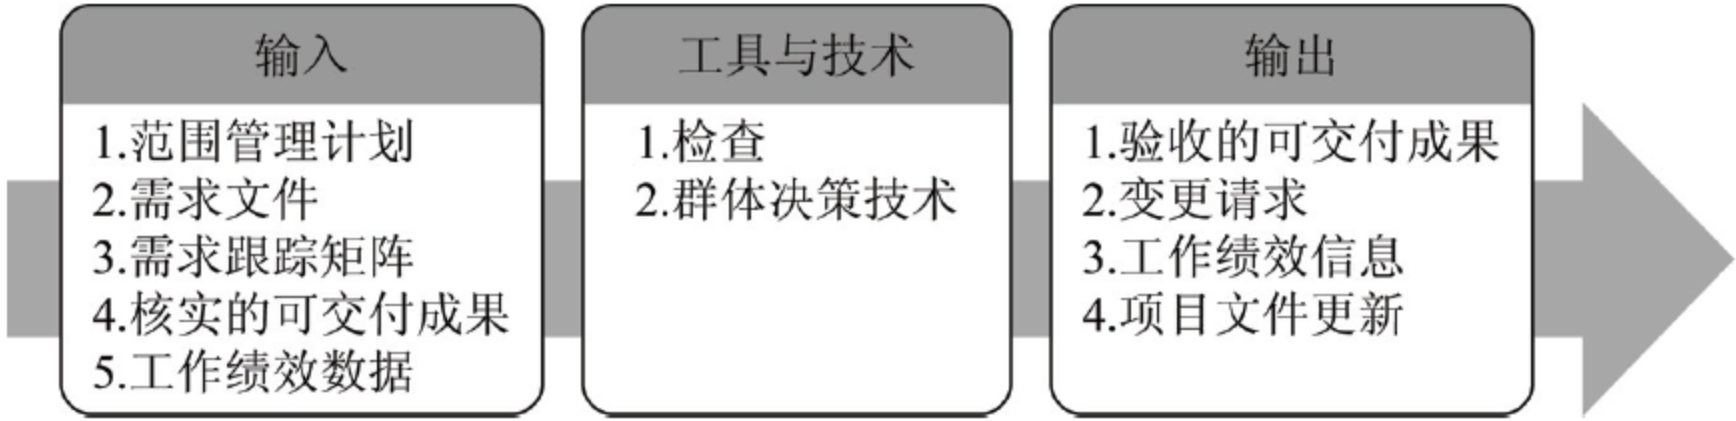 输入
1.范围管理计划
2.需求文件
3.需求跟踪矩阵
4.核实的可交付成果
5.工作绩效数据
工具与技术
1.检查
2.群体决策技术
输出
1.验收的可交付成果
2.变更请求
3.工作绩效信息
4.项目文件更新